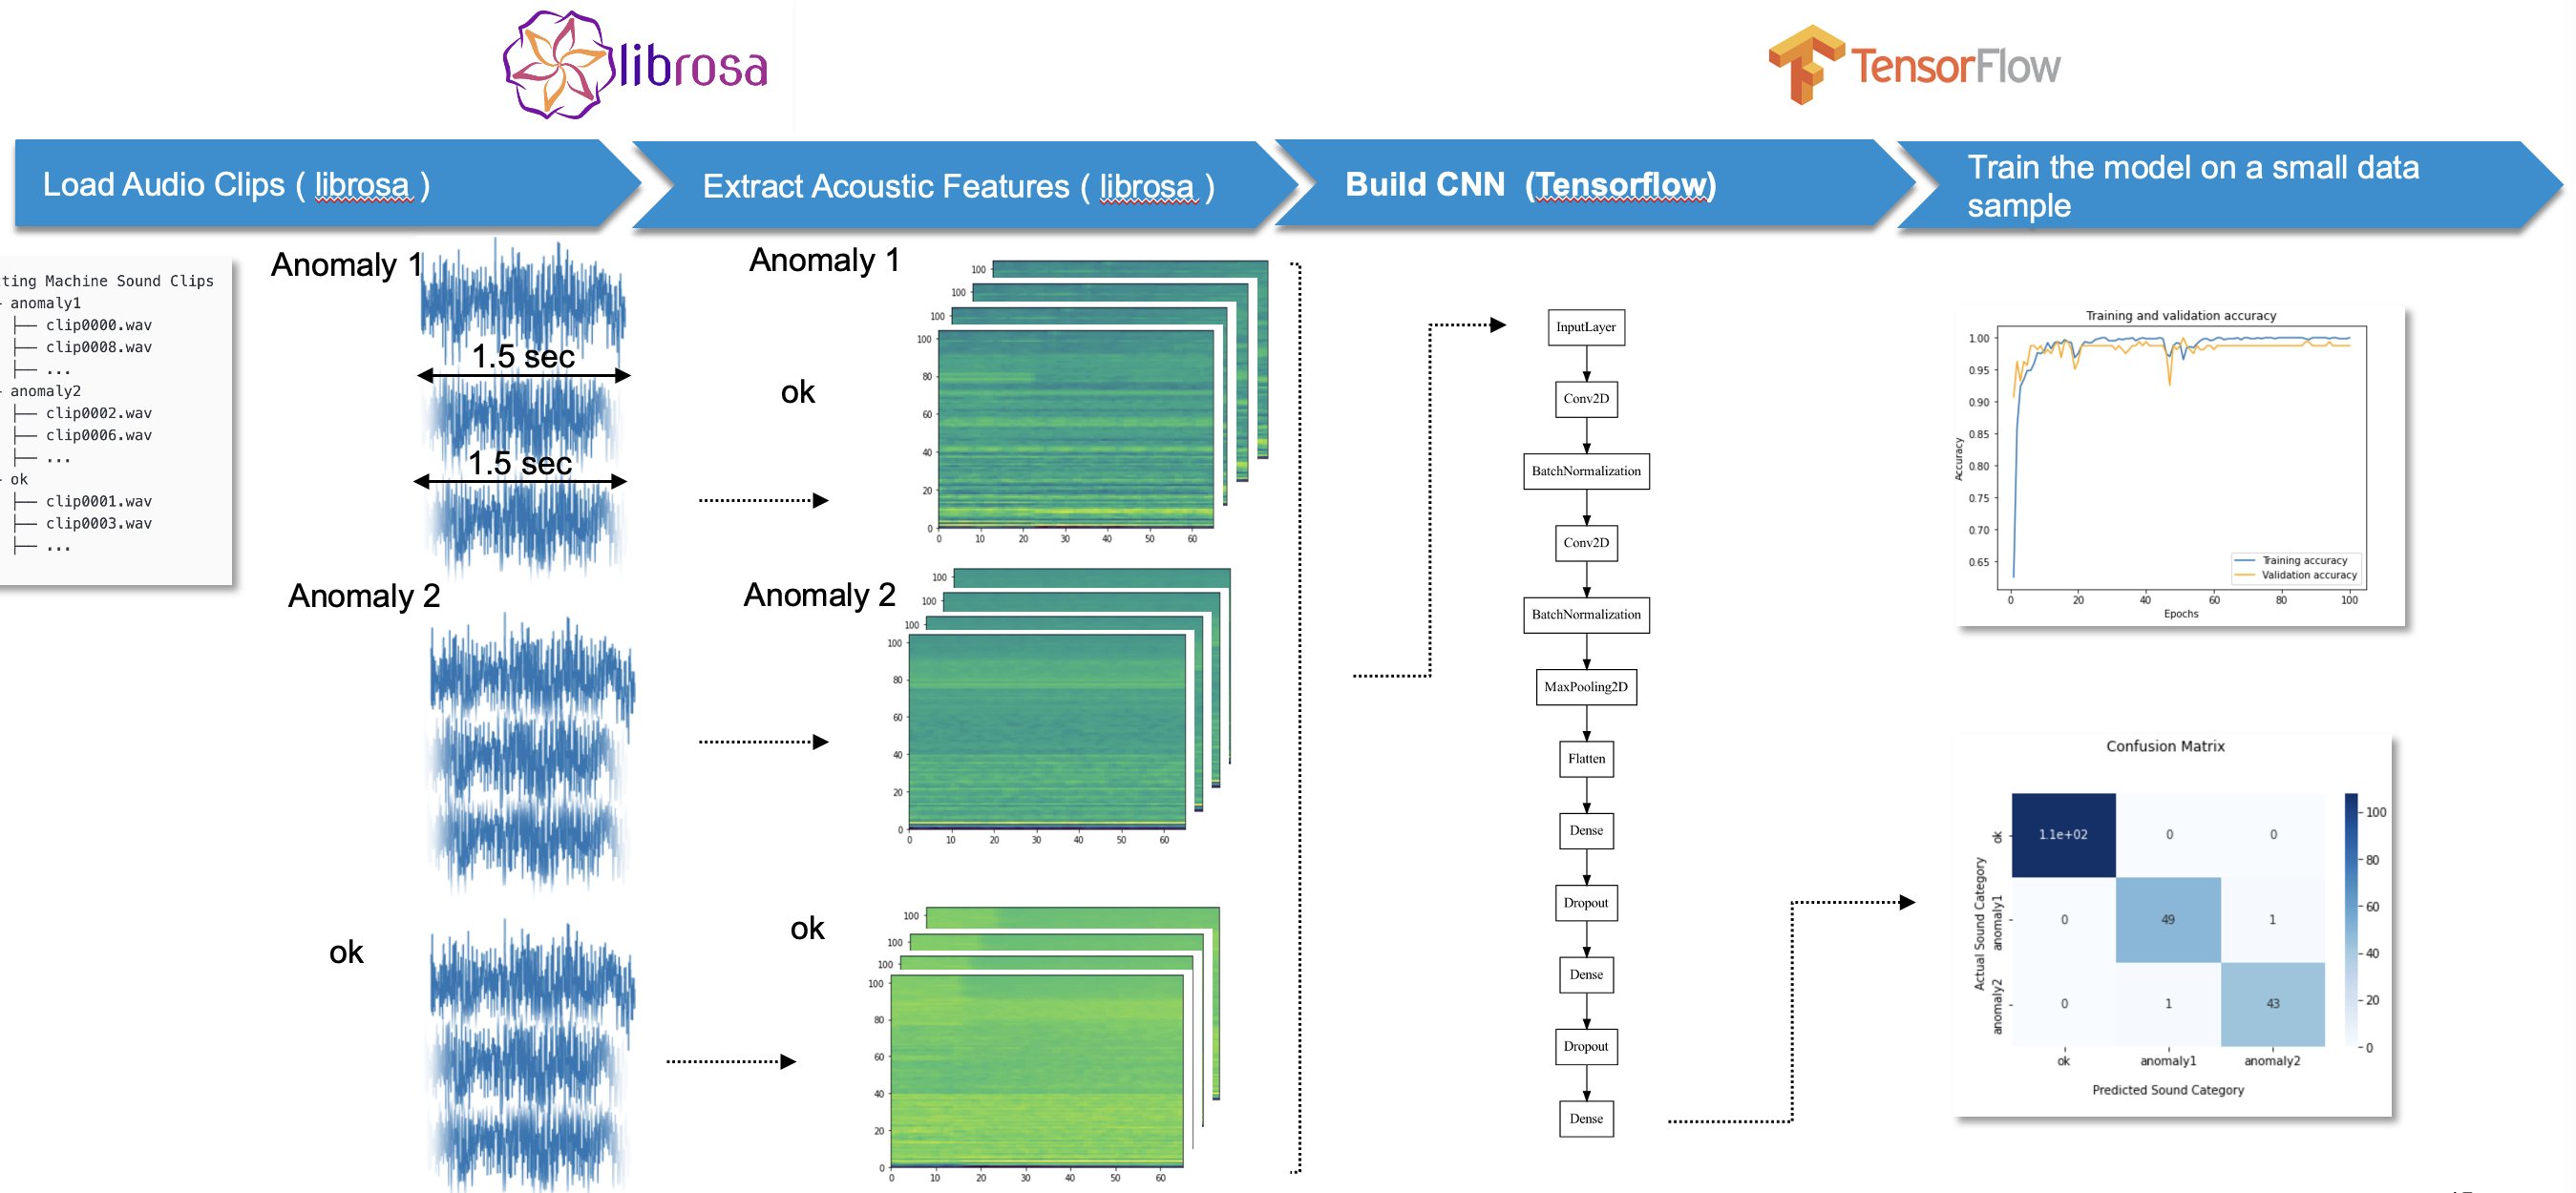 librosa
TensorFlow
Load Audio Clips ( librosa )
Extract Acoustic Features ( librosa )
Build CNN (Tensorflow)
Train the model on a small data
sample
Machine Sound Clips
anomaly1
├── clip0000.wav
├── clip0008.wav
├── ...
anomaly2
├── clip0002.wav
├── clip0006.wav
├── ...
ok
├── clip0001.wav
├── clip0003.wav
├── ...
Anomaly 1
1.5 sec
1.5 sec
Anomaly 2
ok
Anomaly 1
ok
100
100
100
100
80
60
40
20
0
0 10 20 30 40 50 60
Anomaly 2
100
100
100
100
80
60
40
20
0
0 10 20 30 40 50 60
ok
100
100
100
100
80
60
40
20
0
0 10 20 30 40 50 60
InputLayer
Conv2D
BatchNormalization
Conv2D
BatchNormalization
MaxPooling2D
Flatten
Dense
Dropout
Dense
Dropout
Dense
Training and validation accuracy
1.00
0.95
0.90
0.85
0.80
0.75
0.70
0.65
Accuracy
Training accuracy
Validation accuracy
0 20 40 60 80 100
Epochs
Confusion Matrix
Actual Sound Category
ok
1.1e+02 0 0
anomaly1
0 49 1
anomaly2
0 1 43
ok anomaly1 anomaly2
Predicted Sound Category
100
80
60
40
20
0